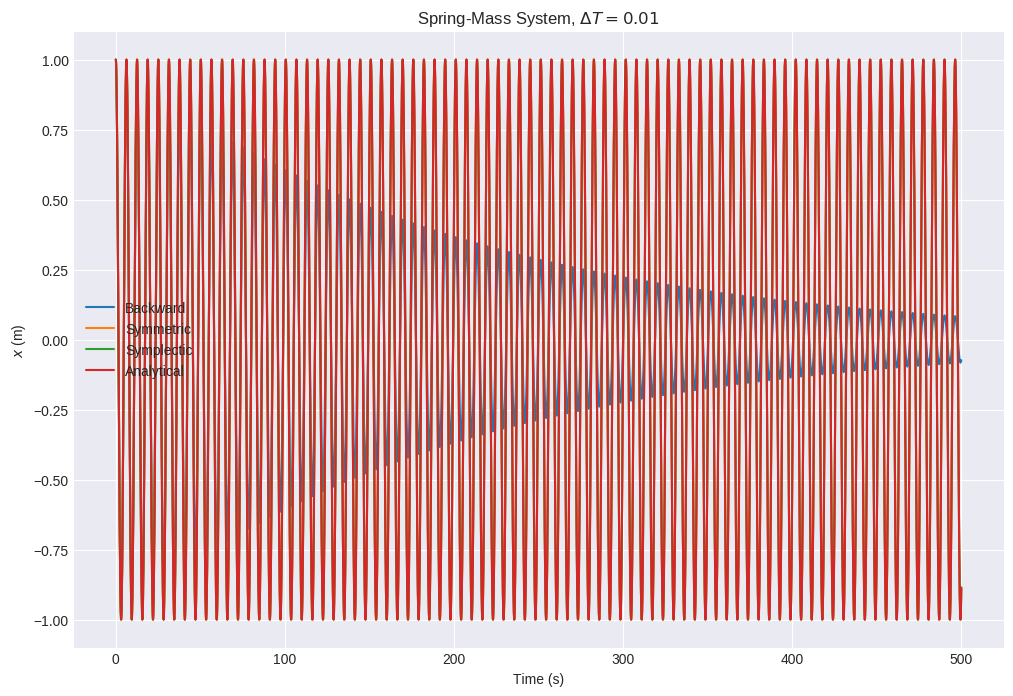 Spring-Mass System, ΔT = 0.01
1.00
0.75
0.50
0.25
0.00
−0.25
−0.50
−0.75
−1.00
x (m)
Backward
Symmetric
Symplectic
Analytical
0 100 200 300 400 500
Time (s)